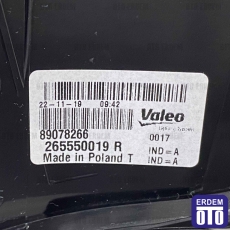 22-11-19 09:42
Valeo
89078266
0017
265550019 R
IND=A
Made in Poland T
IND=A
ERDEM
OTO